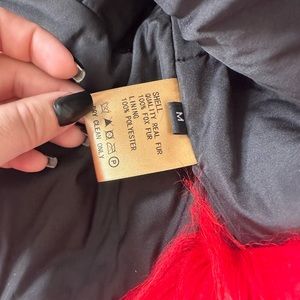 SHELL
QUALITY REAL FUR
100% FOX FUR
LINING
100% POLYESTER
P
DRY CLEAN ONLY
M